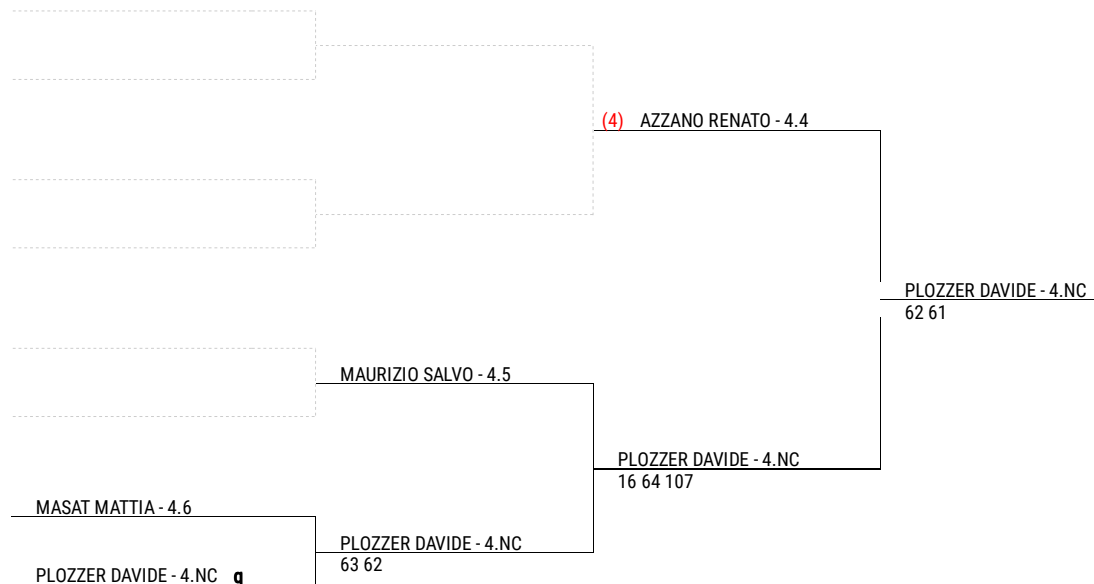 (4) AZZANO RENATO - 4.4
PLOZZER DAVIDE - 4.NC
62 61
MAURIZIO SALVO - 4.5
PLOZZER DAVIDE - 4.NC
16 64 107
MASAT MATTIA - 4.6
PLOZZER DAVIDE - 4.NC
63 62
PLOZZER DAVIDE - 4.NC q